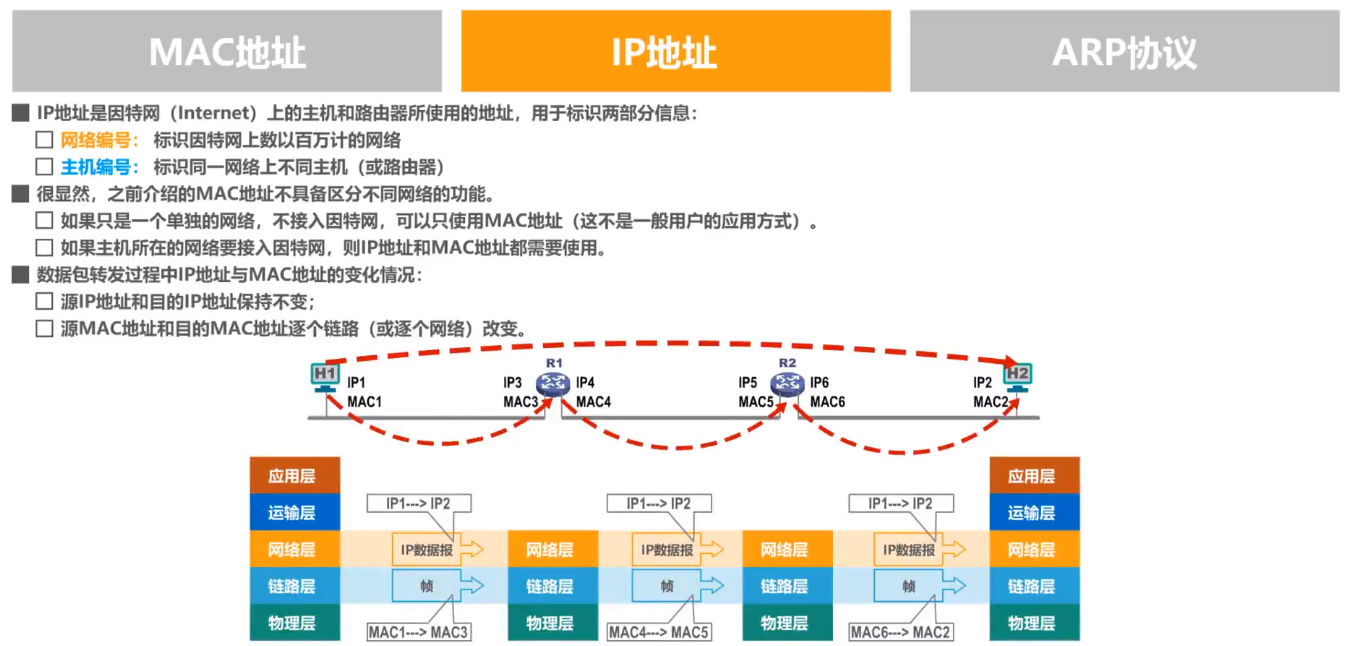 MAC地址 IP地址 ARP协议
IP地址是因特网（Internet）上的主机和路由器所使用的地址，用于标识两部分信息：
网络编号： 标识因特网上数以百万计的网络
主机编号： 标识同一网络上不同主机（或路由器）
很显然，之前介绍的MAC地址不具备区分不同网络的功能。
如果只是一个单独的网络，不接入因特网，可以只使用MAC地址（这不是一般用户的应用方式）。
如果主机所在的网络要接入因特网，则IP地址和MAC地址都需要使用。
数据包转发过程中IP地址与MAC地址的变化情况：
源IP地址和目的IP地址保持不变；
源MAC地址和目的MAC地址逐个链路（或逐个网络）改变。
R1 R2
H1 H2
IP1 IP3 IP4 IP5 IP6 IP2
MAC1 MAC3 MAC4 MAC5 MAC6 MAC2
应用层 应用层
IP1---> IP2 IP1---> IP2 IP1---> IP2
运输层 运输层
网络层 IP数据报 网络层 IP数据报 网络层 IP数据报 网络层
链路层 帧 链路层 帧 链路层 帧 链路层
物理层 物理层 物理层 物理层
MAC1---> MAC3 MAC4---> MAC5 MAC6---> MAC2